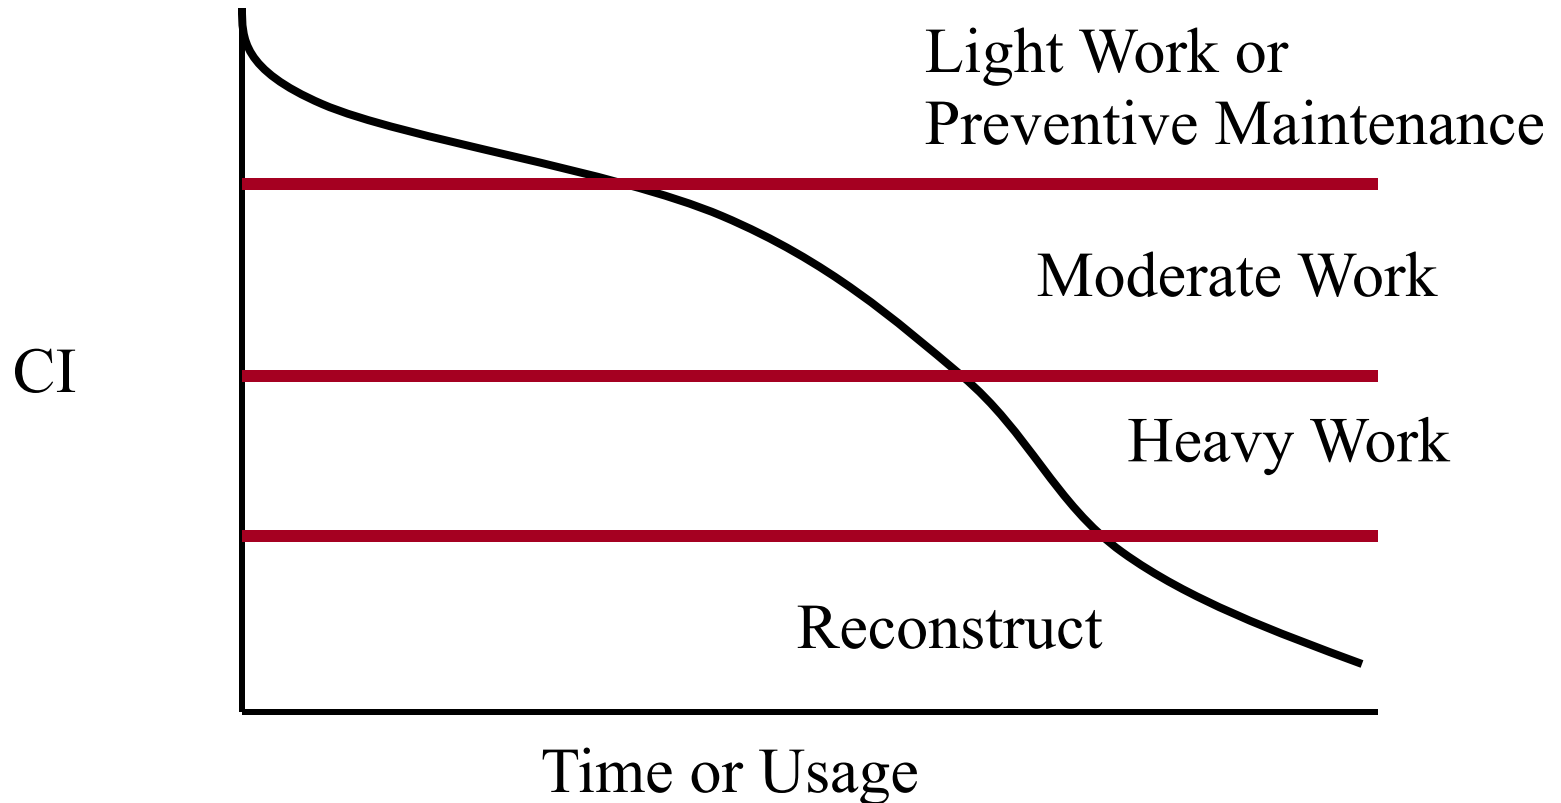 Light Work or
Preventive Maintenance
Moderate Work
CI
Heavy Work
Reconstruct
Time or Usage